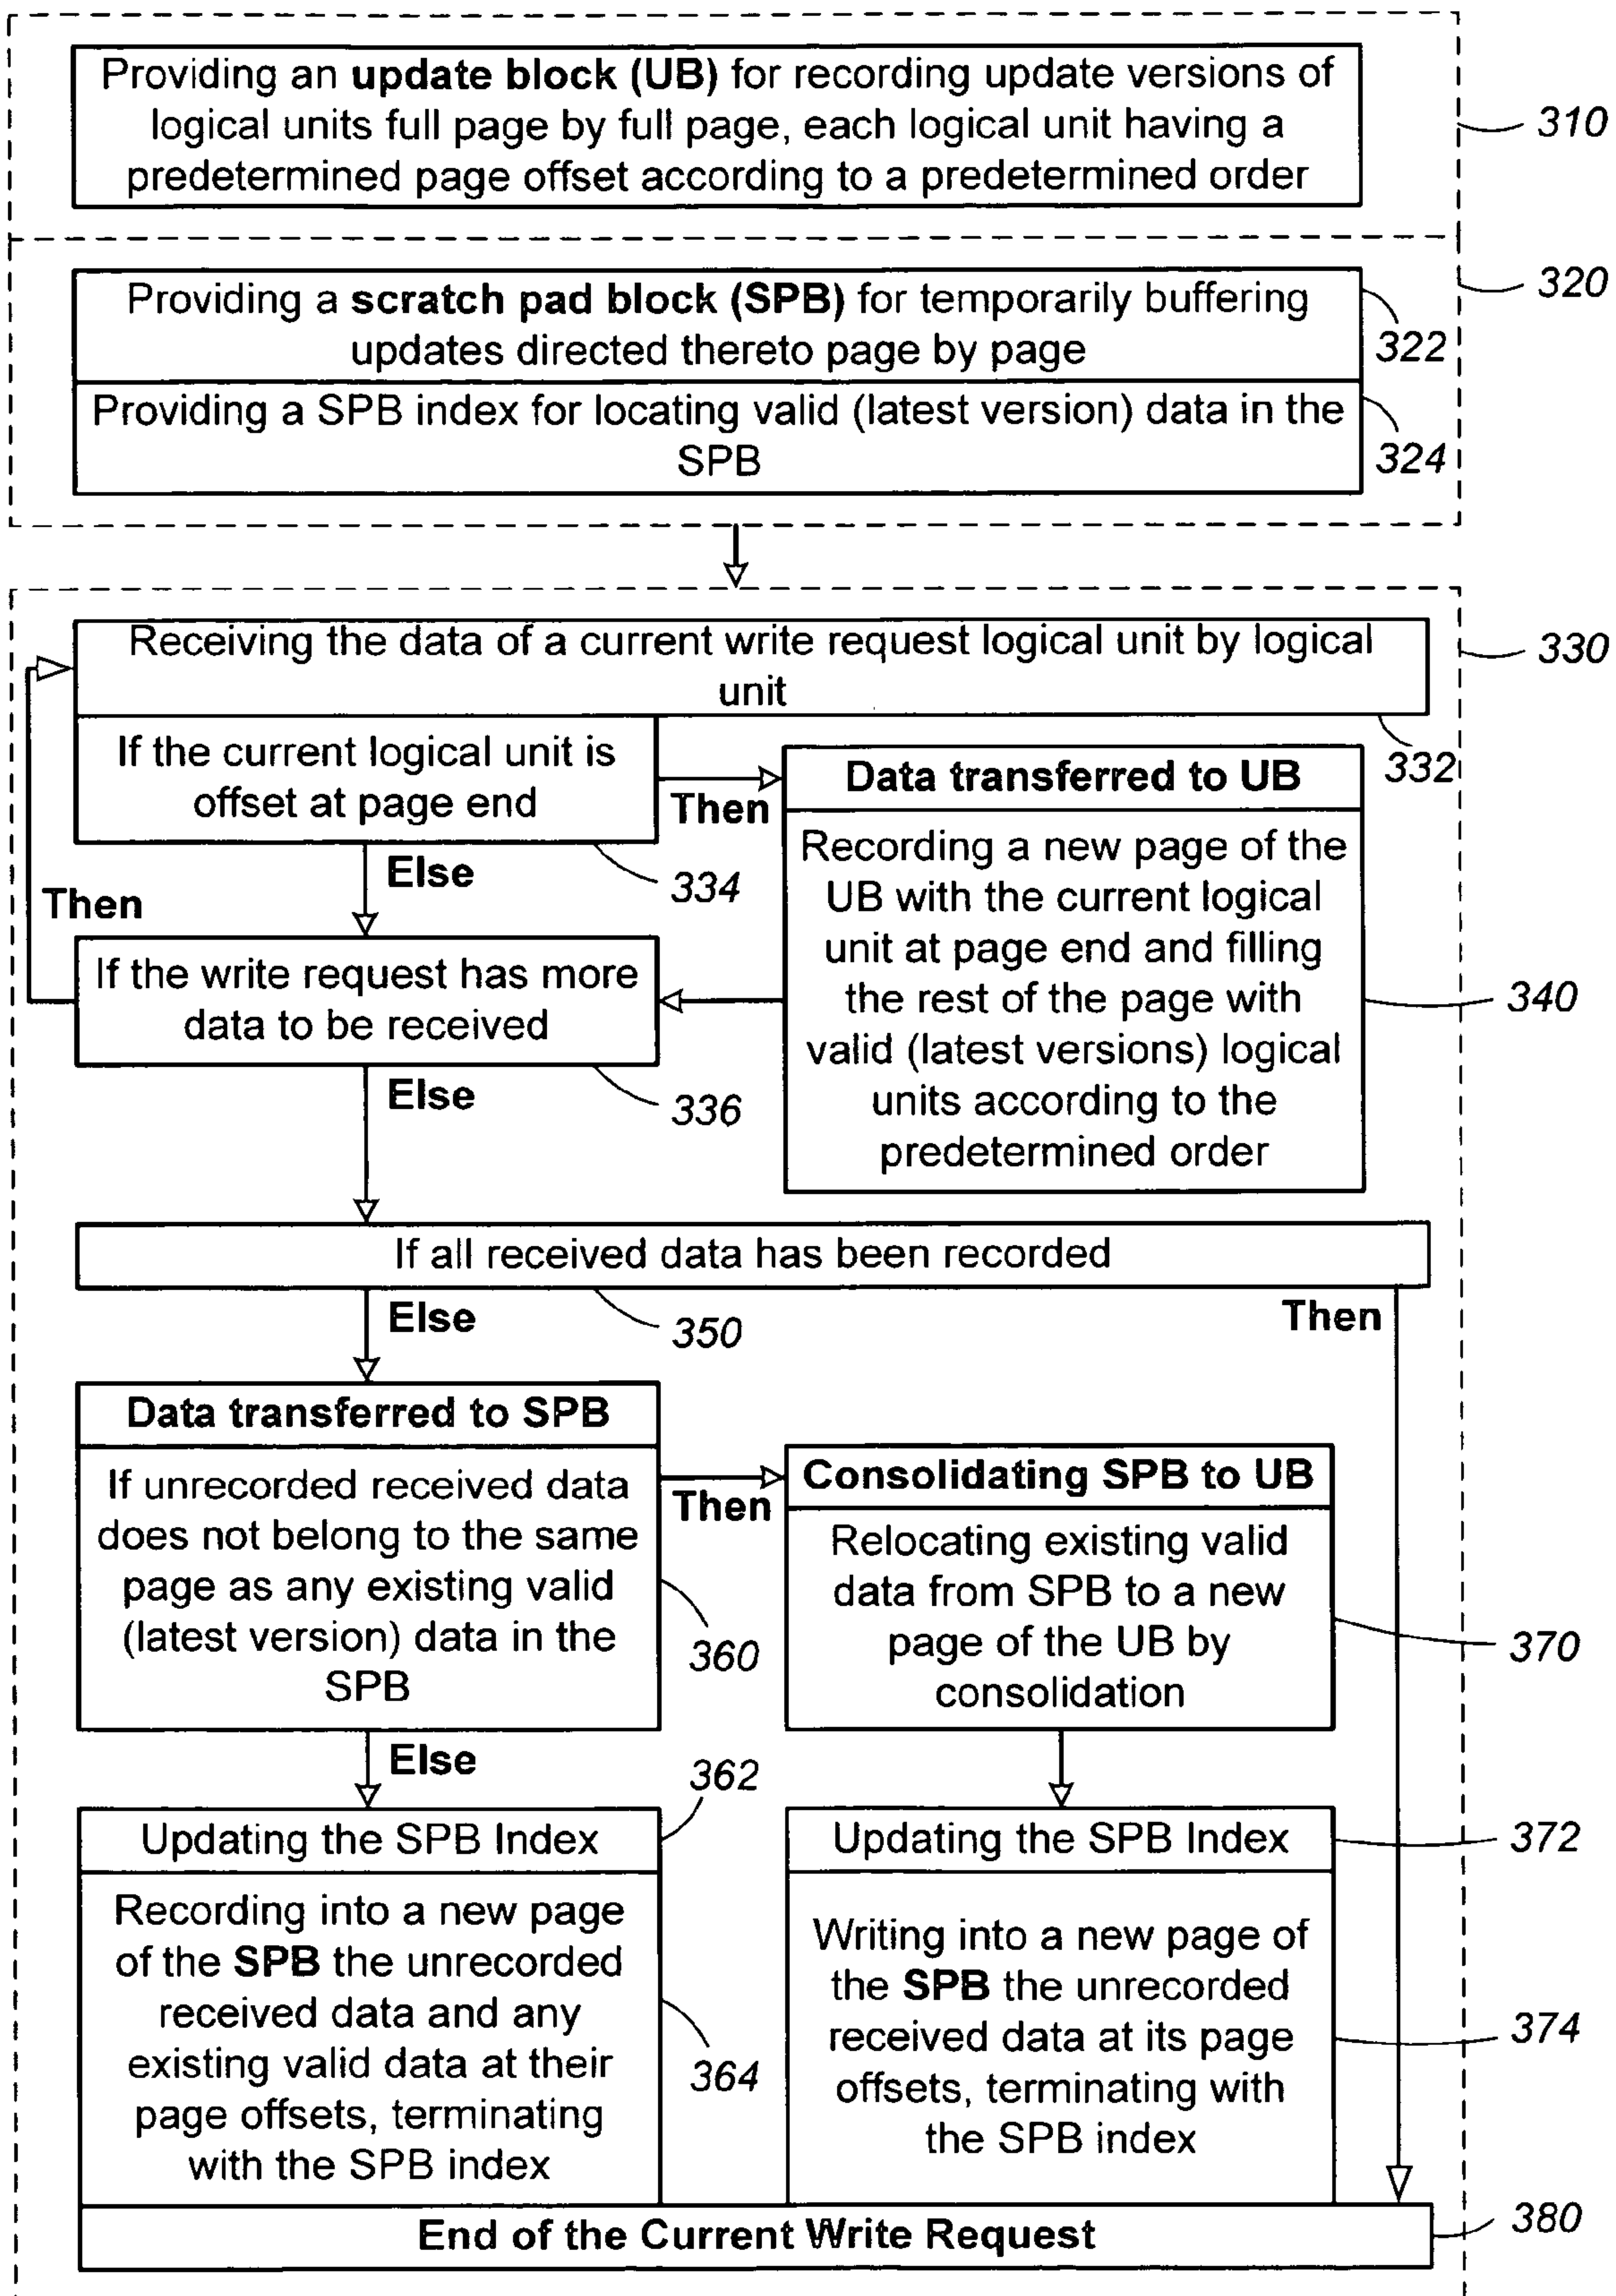 Providing an update block (UB) for recording update versions of
logical units full page by full page, each logical unit having a
predetermined page offset according to a predetermined order
310
Providing a scratch pad block (SPB) for temporarily buffering
updates directed thereto page by page
320
322
Providing a SPB index for locating valid (latest version) data in the
SPB
324
Receiving the data of a current write request logical unit by logical
unit
330
332
If the current logical unit is
offset at page end
334
Then
Else
Data transferred to UB
Recording a new page of the
UB with the current logical
unit at page end and filling
the rest of the page with
valid (latest versions) logical
units according to the
predetermined order
340
Then
If the write request has more
data to be received
336
Else
If all received data has been recorded
350
Else
Then
Data transferred to SPB
If unrecorded received data
does not belong to the same
page as any existing valid
(latest version) data in the
SPB
360
Then
Consolidating SPB to UB
Relocating existing valid
data from SPB to a new
page of the UB by
consolidation
370
Else
362
Updating the SPB Index
Recording into a new page
of the SPB the unrecorded
received data and any
existing valid data at their
page offsets, terminating
with the SPB index
364
Updating the SPB Index
372
Writing into a new page of
the SPB the unrecorded
received data at its page
offsets, terminating with
the SPB index
374
End of the Current Write Request
380